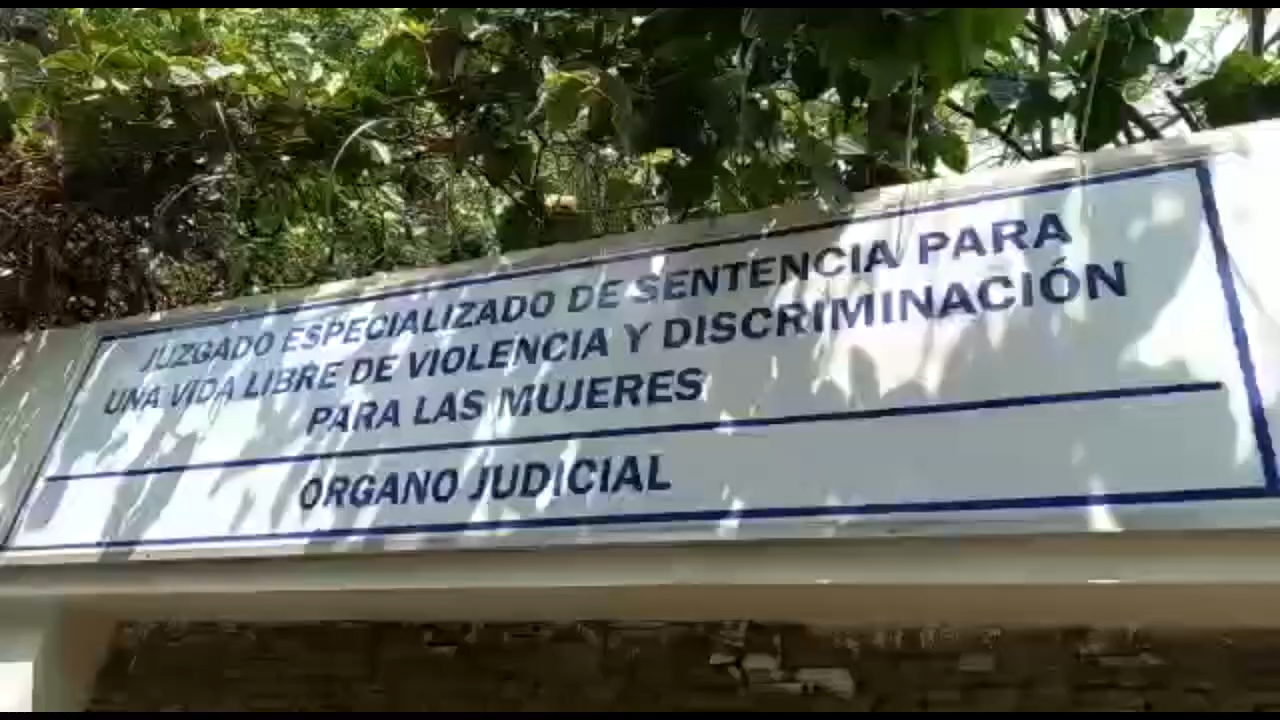 JUZGADO ESPECIALIZADO DE SENTENCIA PARA
UNA VIDA LIBRE DE VIOLENCIA Y DISCRIMINACIÓN
PARA LAS MUJERES
ORGANO JUDICIAL